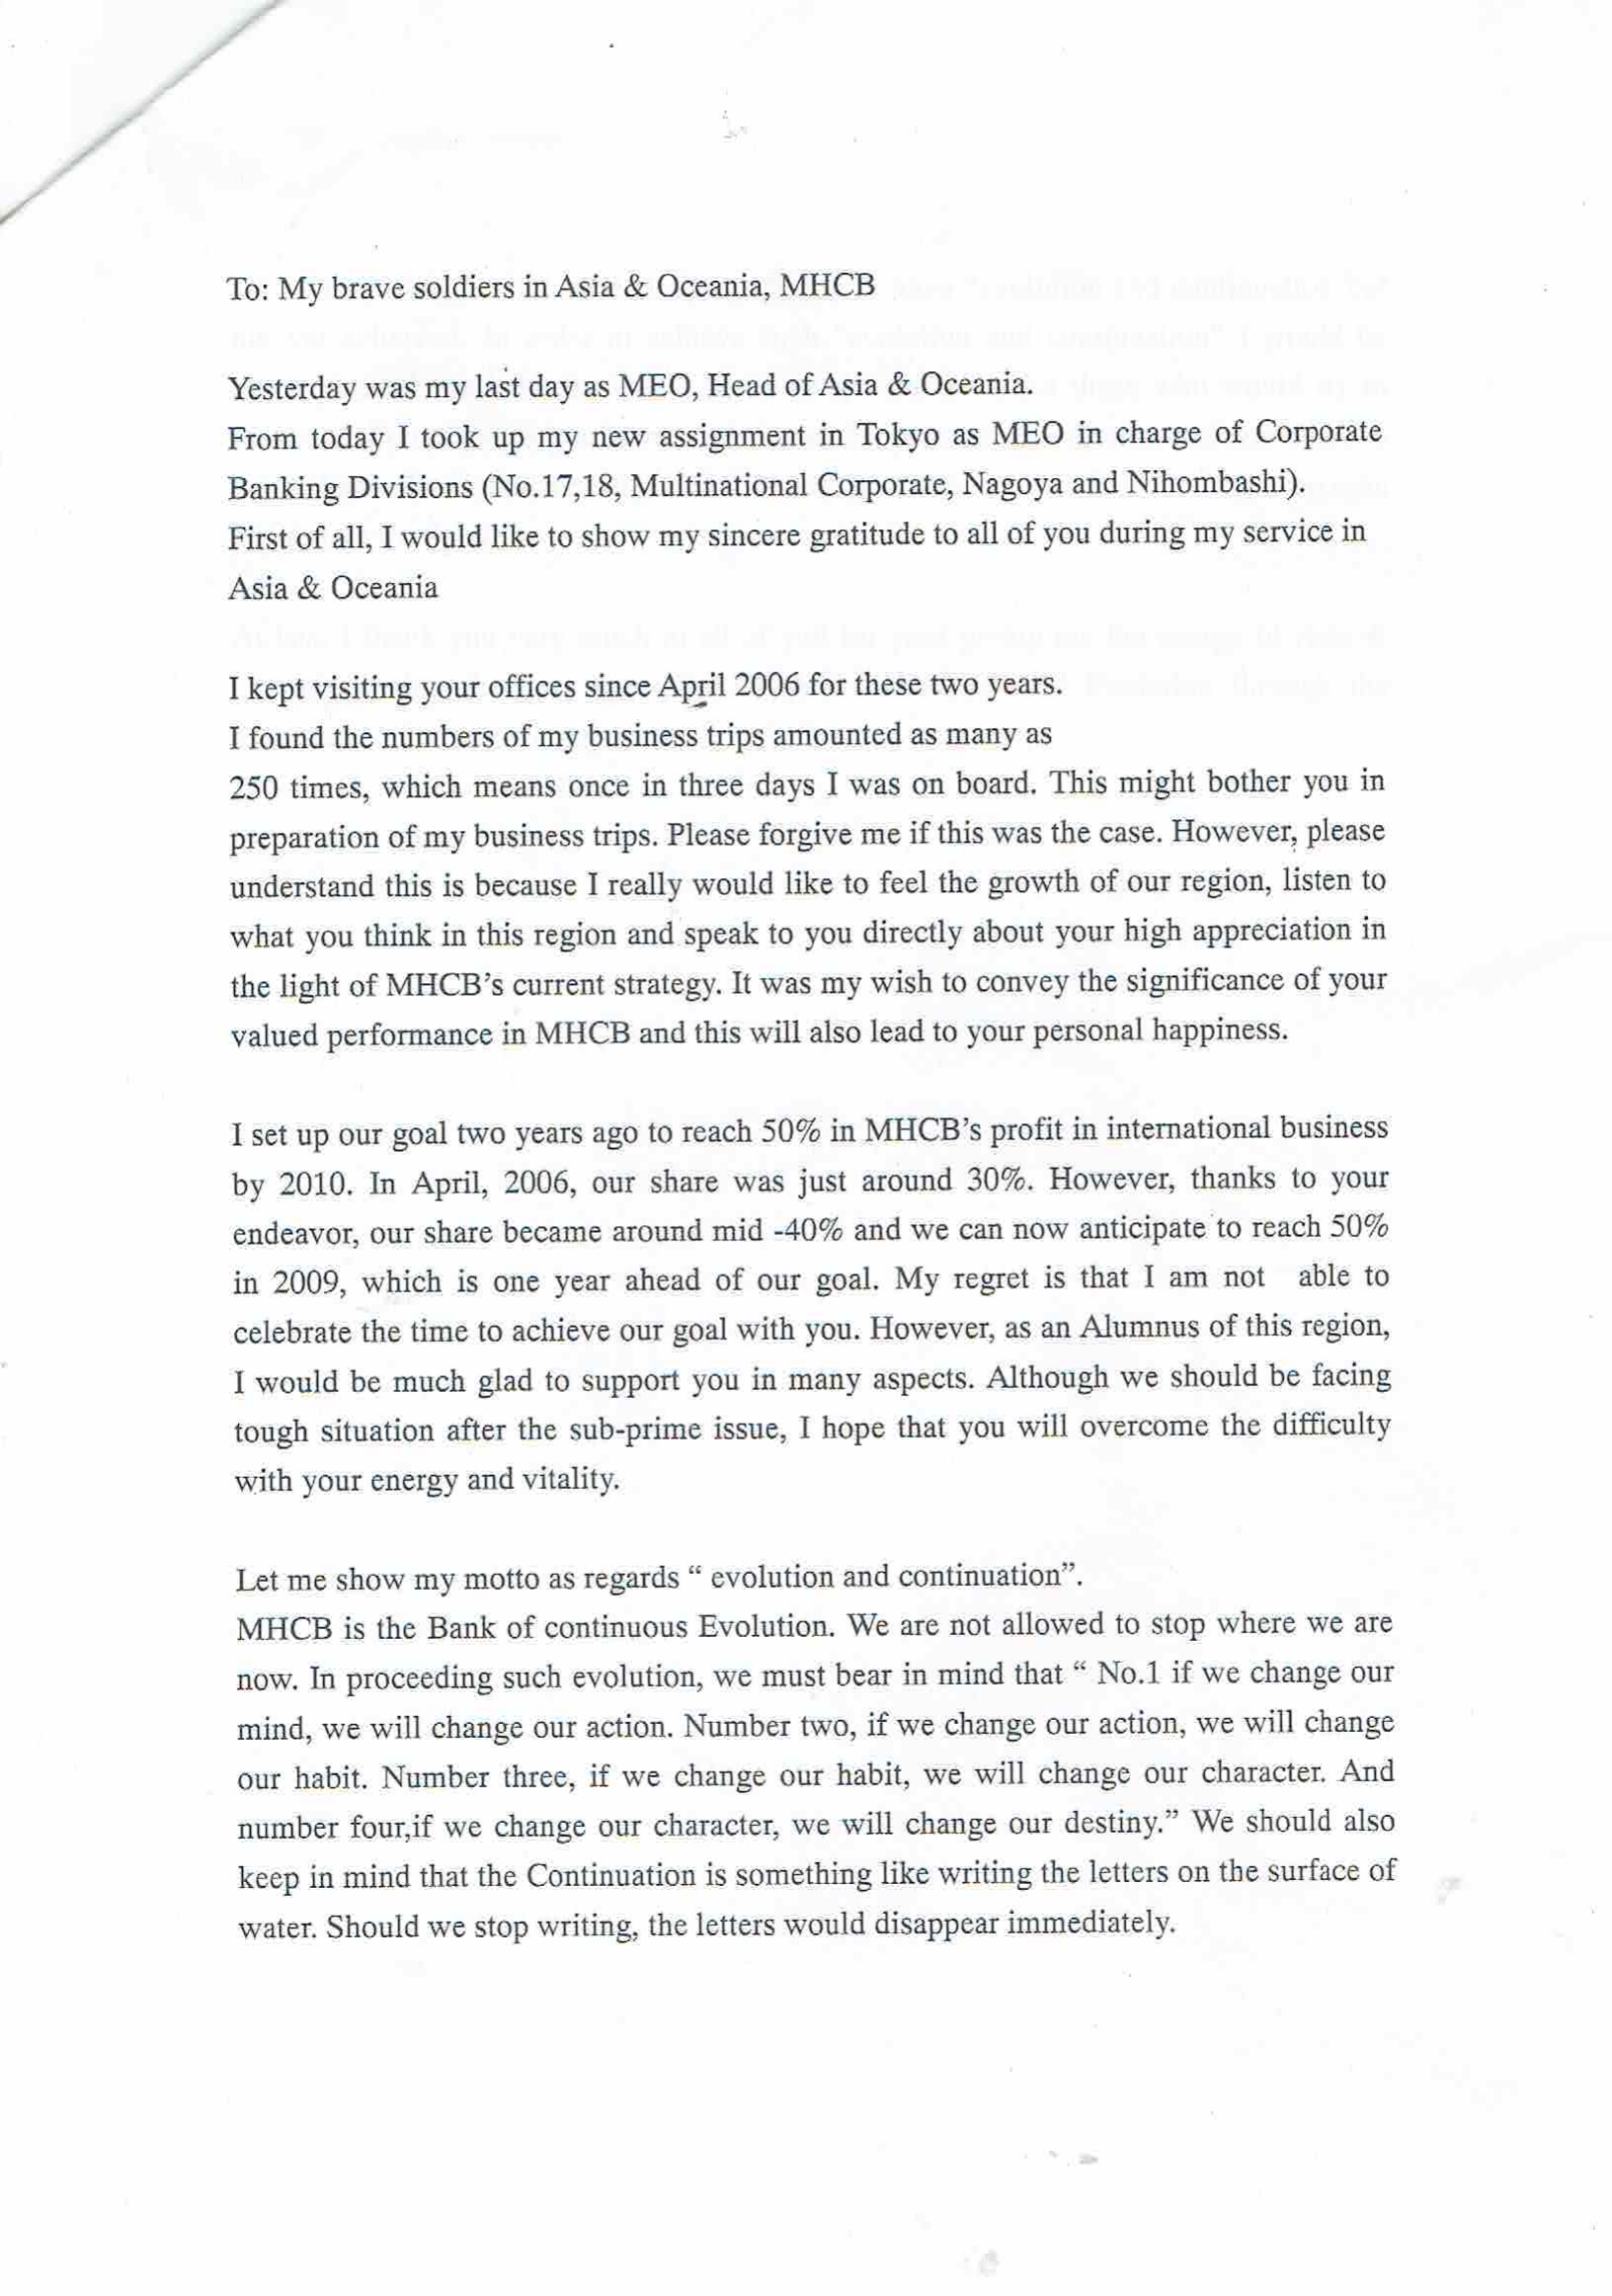 To: My brave soldiers in Asia & Oceania, MHCB
Yesterday was my last day as MEO, Head of Asia & Oceania.
From today I took up my new assignment in Tokyo as MEO in charge of Corporate
Banking Divisions (No.17,18, Multinational Corporate, Nagoya and Nihombashi).
First of all, I would like to show my sincere gratitude to all of you during my service in
Asia & Oceania
I kept visiting your offices since April 2006 for these two years.
I found the numbers of my business trips amounted as many as
250 times, which means once in three days I was on board. This might bother you in
preparation of my business trips. Please forgive me if this was the case. However, please
understand this is because I really would like to feel the growth of our region, listen to
what you think in this region and speak to you directly about your high appreciation in
the light of MHCB's current strategy. It was my wish to convey the significance of your
valued performance in MHCB and this will also lead to your personal happiness.
I set up our goal two years ago to reach 50% in MHCB's profit in international business
by 2010. In April, 2006, our share was just around 30%. However, thanks to your
endeavor, our share became around mid -40% and we can now anticipate to reach 50%
in 2009, which is one year ahead of our goal. My regret is that I am not able to
celebrate the time to achieve our goal with you. However, as an Alumnus of this region,
I would be much glad to support you in many aspects. Although we should be facing
tough situation after the sub-prime issue, I hope that you will overcome the difficulty
with your energy and vitality.
Let me show my motto as regards “ evolution and continuation”.
MHCB is the Bank of continuous Evolution. We are not allowed to stop where we are
now. In proceeding such evolution, we must bear in mind that “ No.1 if we change our
mind, we will change our action. Number two, if we change our action, we will change
our habit. Number three, if we change our habit, we will change our character. And
number four,if we change our character, we will change our destiny.” We should also
keep in mind that the Continuation is something like writing the letters on the surface of
water. Should we stop writing, the letters would disappear immediately.